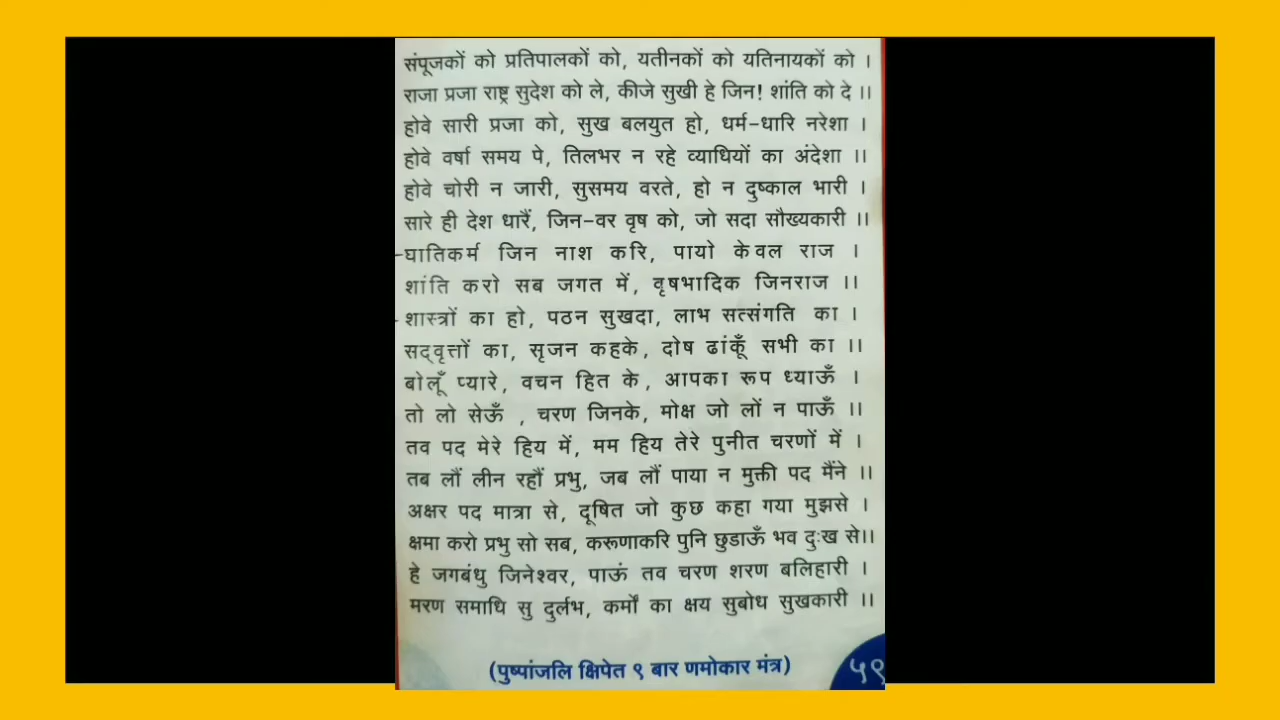 संपूजकों को प्रतिपालकों को, यतीनकों को यतिनायकों को ।
राजा प्रजा राष्ट्र सुदेश को ले, कीजे सुखी हे जिन! शांति को दे ।।
होवे सारी प्रजा को, सुख बलयुत हो, धर्म-धारि नरेशा ।
होवे वर्षा समय पे, तिलभर न रहे व्याधियों का अंदेशा ।।
होवे चोरी न जारी, सुसमय वरते, हो न दुष्काल भारी ।
सारे ही देश धारैं, जिन-वर वृष को, जो सदा सौख्यकारी ।।
घातिकर्म जिन नाश करि, पायो केवल राज ।
शांति करो सब जगत में, वृषभादिक जिनराज ।।
शास्त्रों का हो, पठन सुखदा, लाभ सत्संगति का ।
सद्वृत्तों का, सृजन कहके, दोष ढांकूँ सभी का ।।
बोलूँ प्यारे, वचन हित के, आपका रूप ध्याऊँ ।
तो लो सेऊँ , चरण जिनके, मोक्ष जो लों न पाऊँ ।।
तव पद मेरे हिय में, मम हिय तेरे पुनीत चरणों में ।
तब लौं लीन रहौं प्रभु, जब लौं पाया न मुक्ती पद मैंने ।।
अक्षर पद मात्रा से, दूषित जो कुछ कहा गया मुझसे ।
क्षमा करो प्रभु सो सब, करूणाकरि पुनि छुडाऊँ भव दुःख से।।
हे जगबंधु जिनेश्वर, पाऊं तव चरण शरण बलिहारी ।
मरण समाधि सु दुर्लभ, कर्मों का क्षय सुबोध सुखकारी ।।
(पुष्पांजलि क्षिपेत ९ बार णमोकार मंत्र)
५९